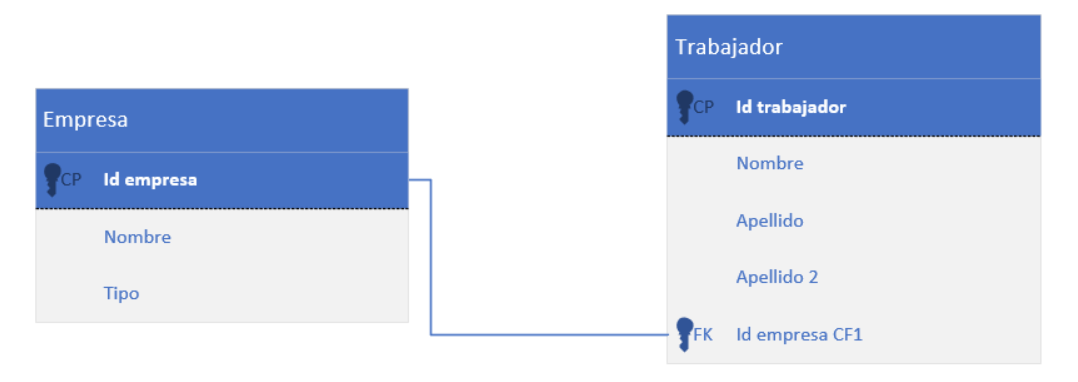 Empresa
CP Id empresa
Nombre
Tipo
Trabajador
CP Id trabajador
Nombre
Apellido
Apellido 2
FK Id empresa CF1